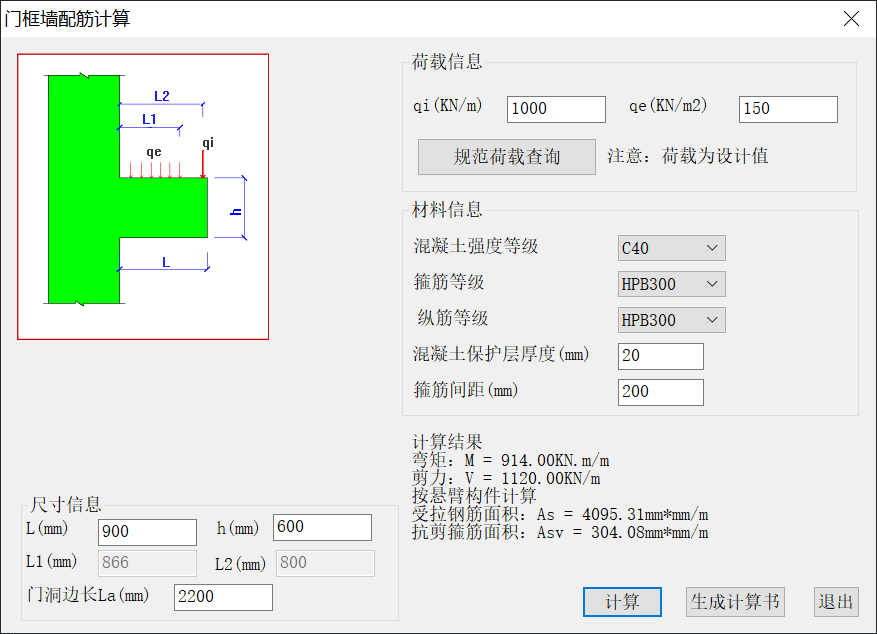 门框墙配筋计算
L2
L1
qe
qi
h
L
荷载信息
qi(KN/m) 1000 qe(KN/m2) 150
规范荷载查询 注意：荷载为设计值
材料信息
混凝土强度等级 C40
箍筋等级 HPB300
纵筋等级 HPB300
混凝土保护层厚度(mm) 20
箍筋间距(mm) 200
计算结果
弯矩：M = 914.00KN.m/m
剪力：V = 1120.00KN/m
按悬臂构件计算
受拉钢筋面积：As = 4095.31mm*mm/m
抗剪箍筋面积：Asv = 304.08mm*mm/m
尺寸信息
L(mm) 900 h(mm) 600
L1(mm) 866 L2(mm) 800
门洞边长La(mm) 2200
计算 生成计算书 退出